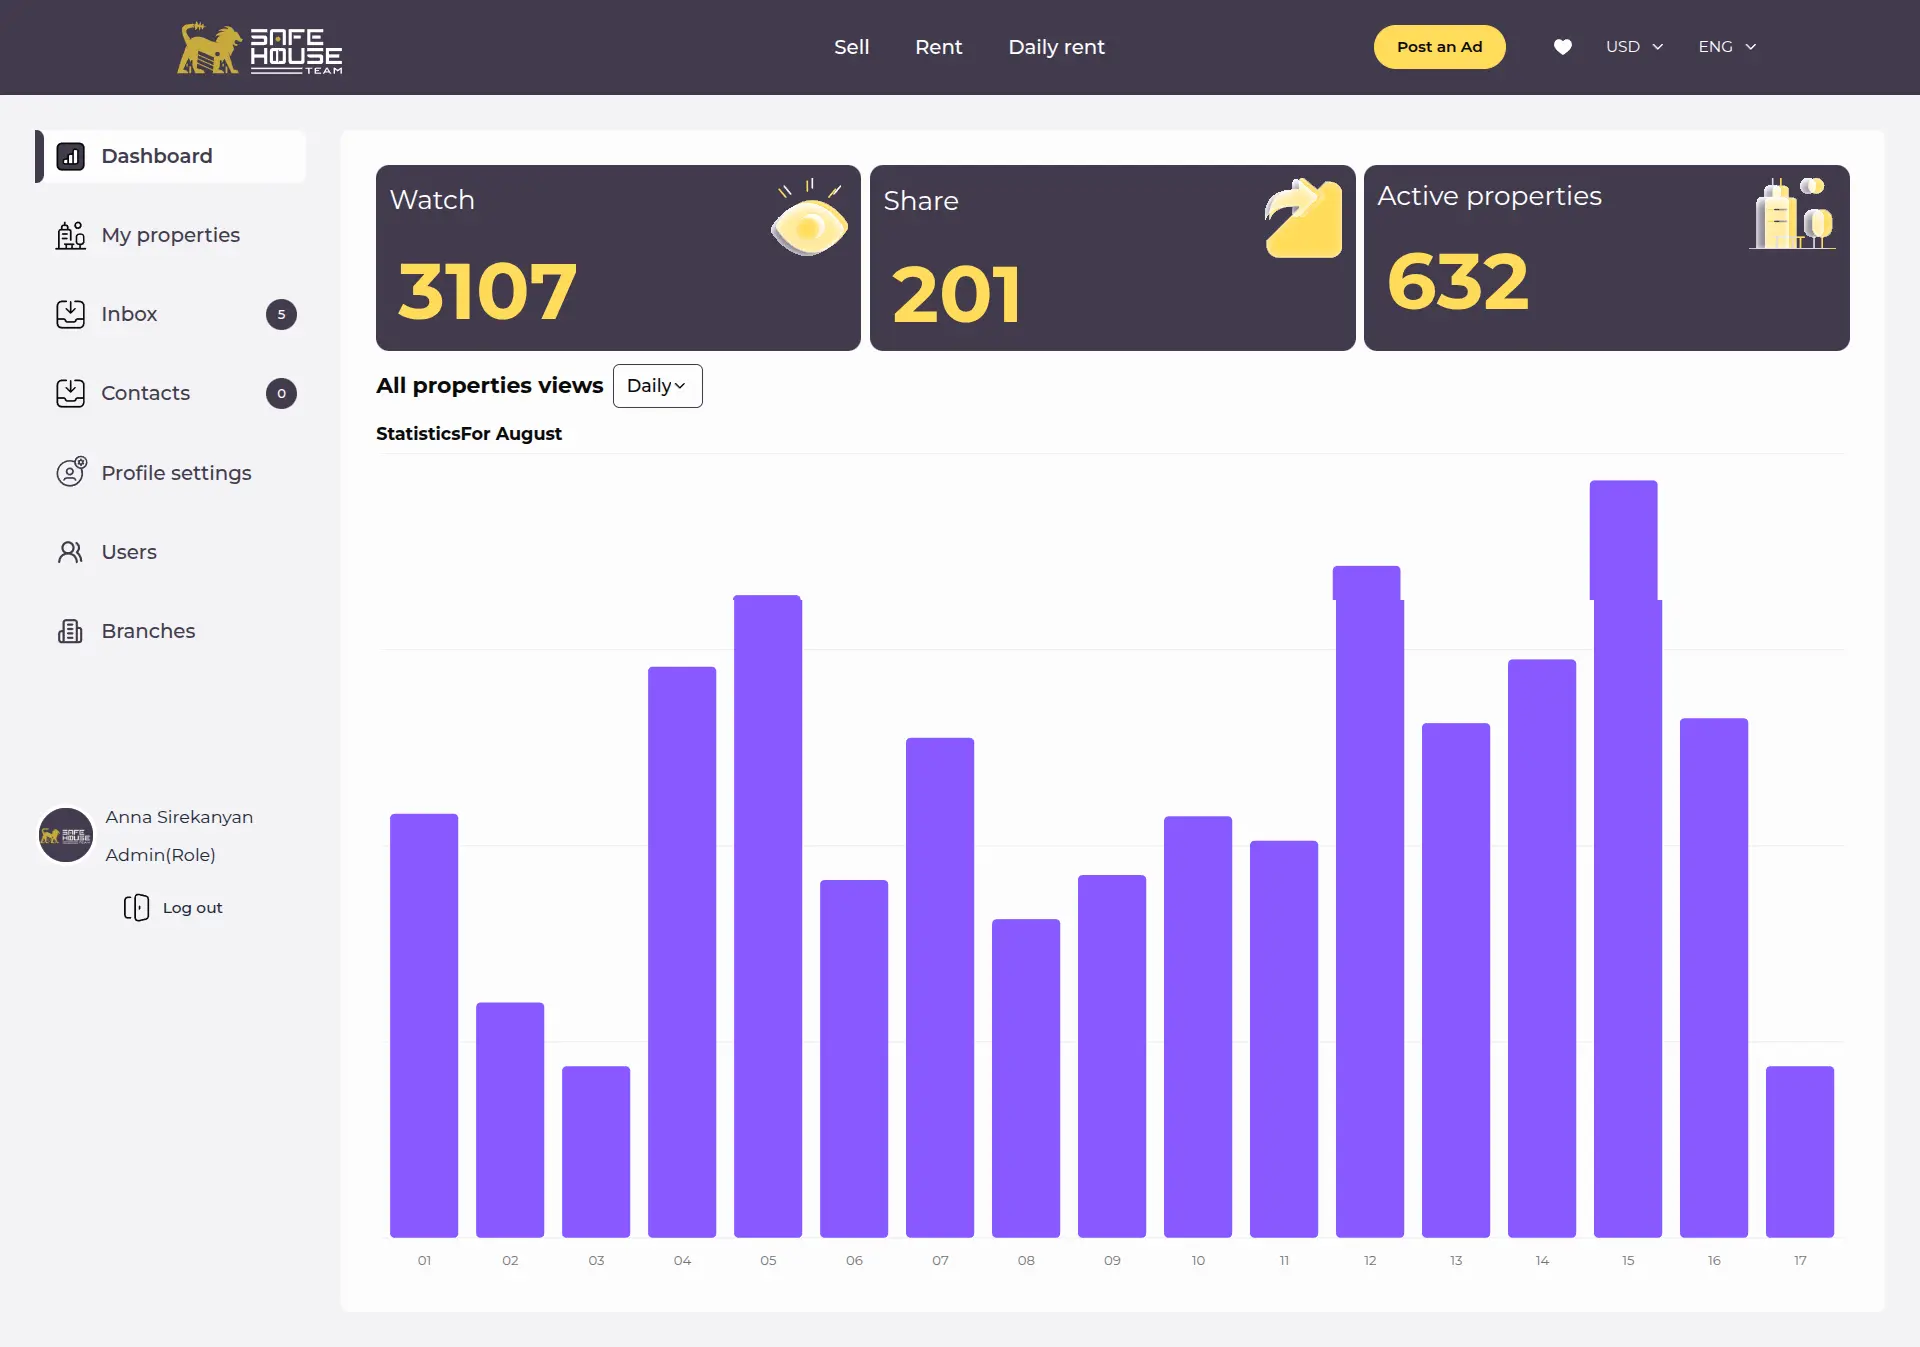 SAFE
HOUSE
TEAM
Sell
Rent
Daily rent
Post an Ad
USD
ENG
Dashboard
My properties
Inbox
5
Contacts
0
Profile settings
Users
Branches
SAFE
HOUSE
Anna Sirekanyan
Admin(Role)
Log out
Watch
3107
Share
201
Active properties
632
All properties views
Daily
StatisticsFor August
01 02 03 04 05 06 07 08 09 10 11 12 13 14 15 16 17